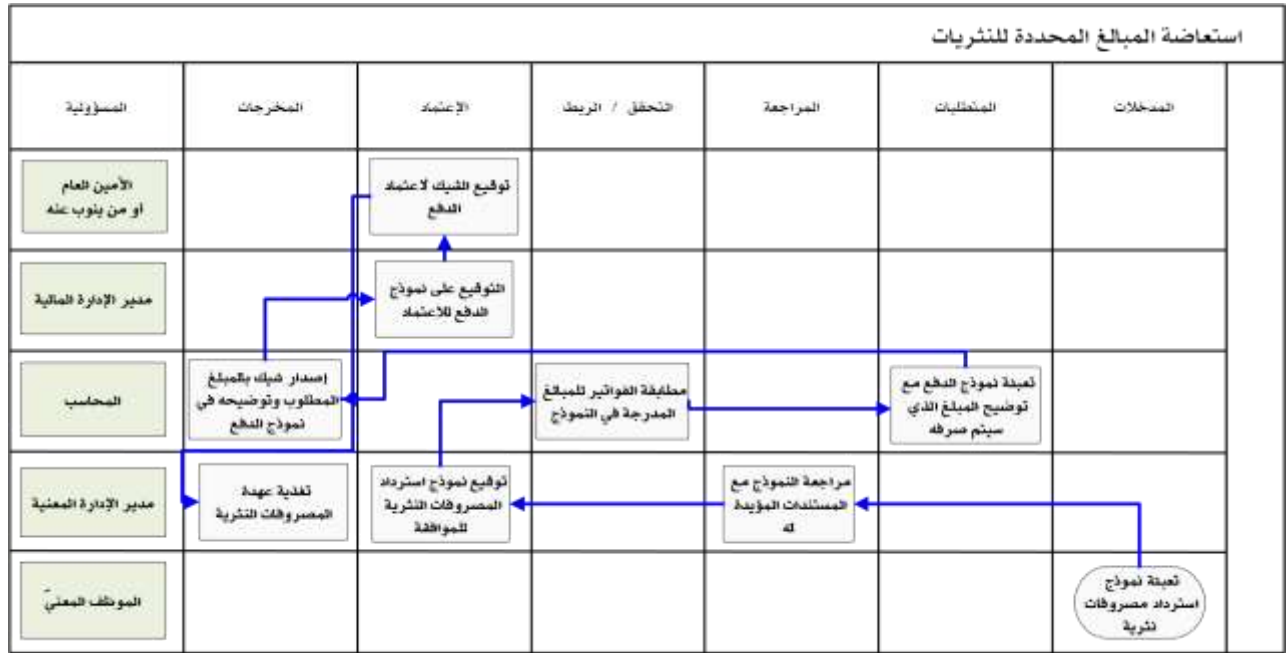 استعاضة المبالغ المحددة للنثريات
المدخلات
المتطلبات
المراجعة
التحقق / الربط
الإعتماد
المخرجات
المسؤولية
توقيع الشيك لاعتماد
الدفع
الأمين العام
او من ينوب عنه
التوقيع على نموذج
الدفع للاعتماد
مدير الإدارة المالية
تعبئة نموذج الدفع مع
توضيح المبلغ الذي
سيتم صرفه
مطابقة الفواتير للمبالغ
المدرجة في النموذج
إصدار شيك بالمبلغ
المطلوب وتوضيحه في
نموذج الدفع
المحاسب
مراجعة النموذج مع
المستندات المؤيدة
له
توقيع نموذج استرداد
المصروفات النثرية
للموافقة
تغذية عهدة
المصروفات النثرية
مدير الإدارة المعنية
تعبئة نموذج
استرداد مصروفات
نثرية
الموظف المعنيّ